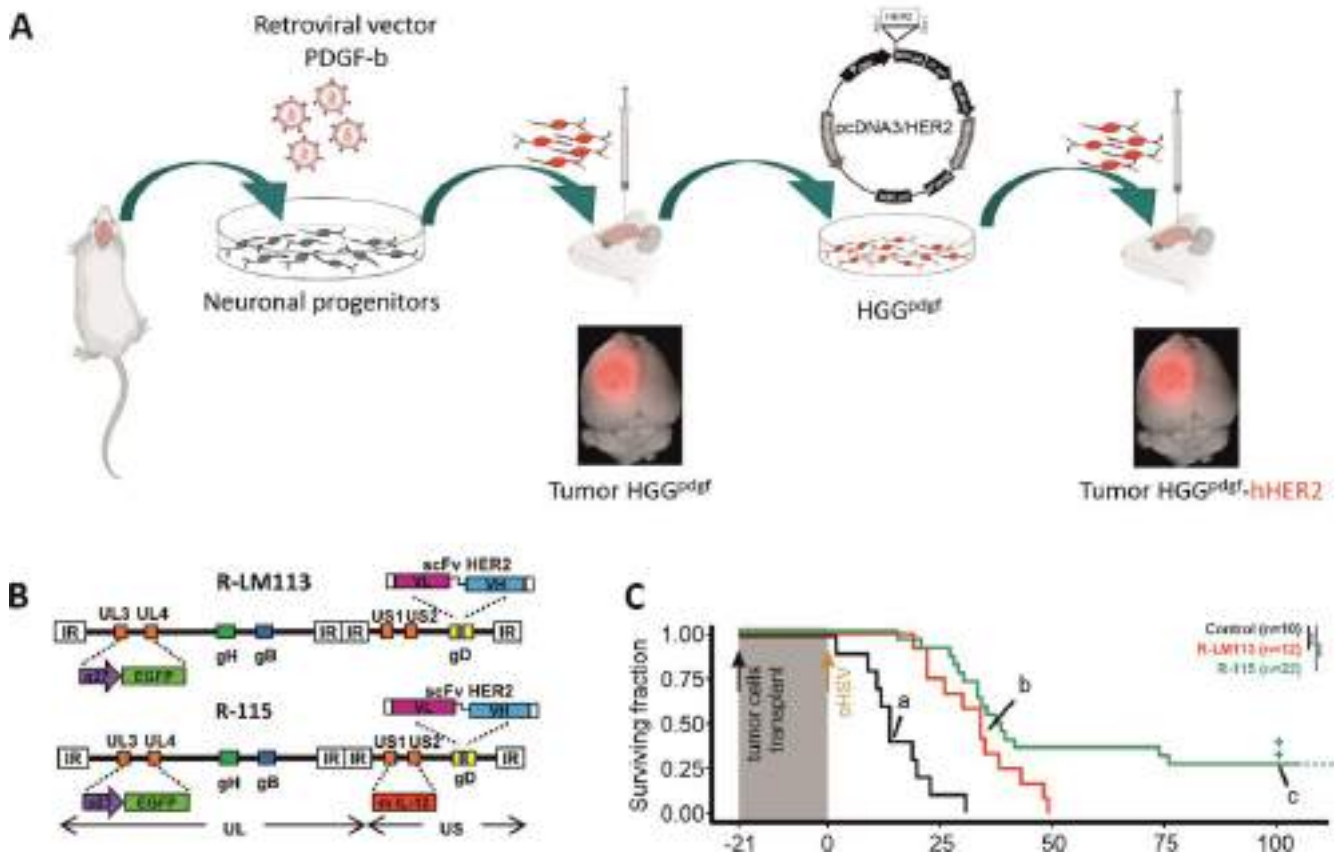 A
Retroviral vector
PDGF-b
HER2
pcDNA3/HER2
Neuronal progenitors
HGGpdgf
Tumor HGGpdgf
Tumor HGGpdgf-hHER2
B
scFv HER2
R-LM113
VL VH
UL3 UL4 US1 US2
IR IR IR IR
gH gB gD
EGFP
scFv HER2
R-115
VL VH
UL3 UL4 US1 US2
IR IR IR IR
gH gB gD
EGFP m IL-12
UL US
C
Surviving fraction
1.00
0.75
0.50
0.25
0.00
tumor cells
transplant
oHSV
a
b
c
Control (n=10)
R-LM113 (n=12)
R-115 (n=22)
-21 0 25 50 75 100